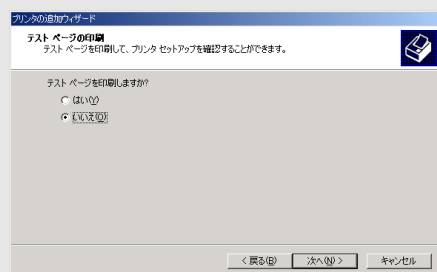 プリンタの追加ウィザード
テスト ページの印刷
テスト ページを印刷して、プリンタ セットアップを確認することができます。
テスト ページを印刷しますか?
はい(Y)
いいえ(O)
< 戻る(B)
次へ(N) >
キャンセル